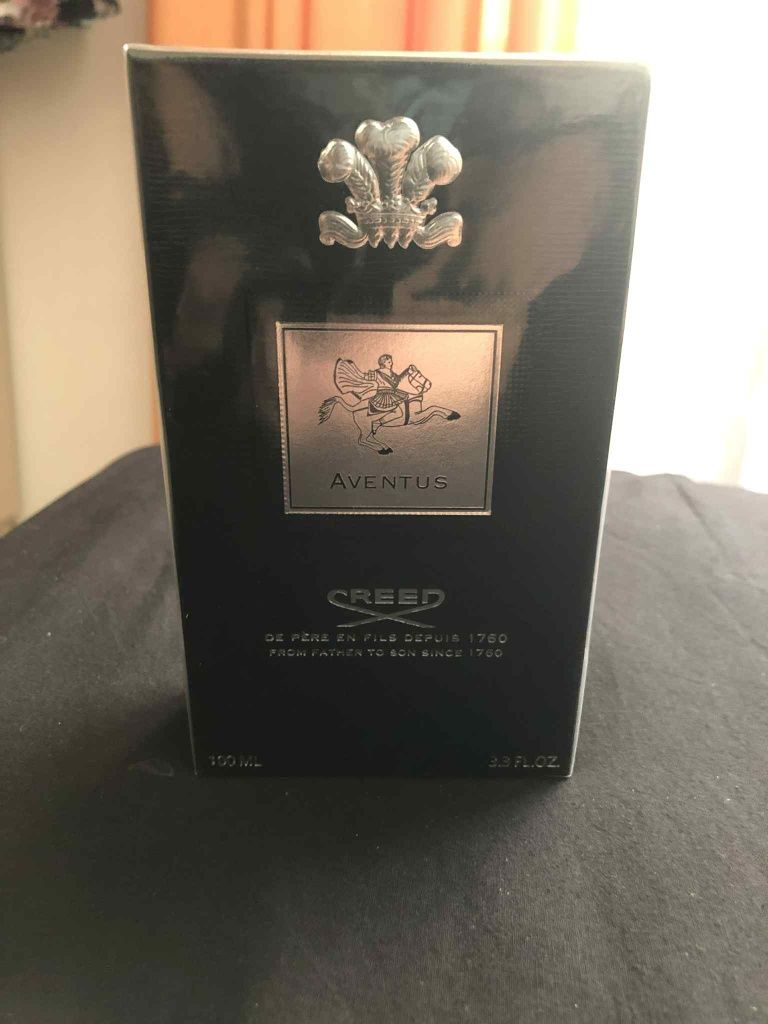 AVENTUS
CREED
DE PÈRE EN FILS DEPUIS 1760
FROM FATHER TO SON SINCE 1760
100 ML 3.3 FL.OZ.